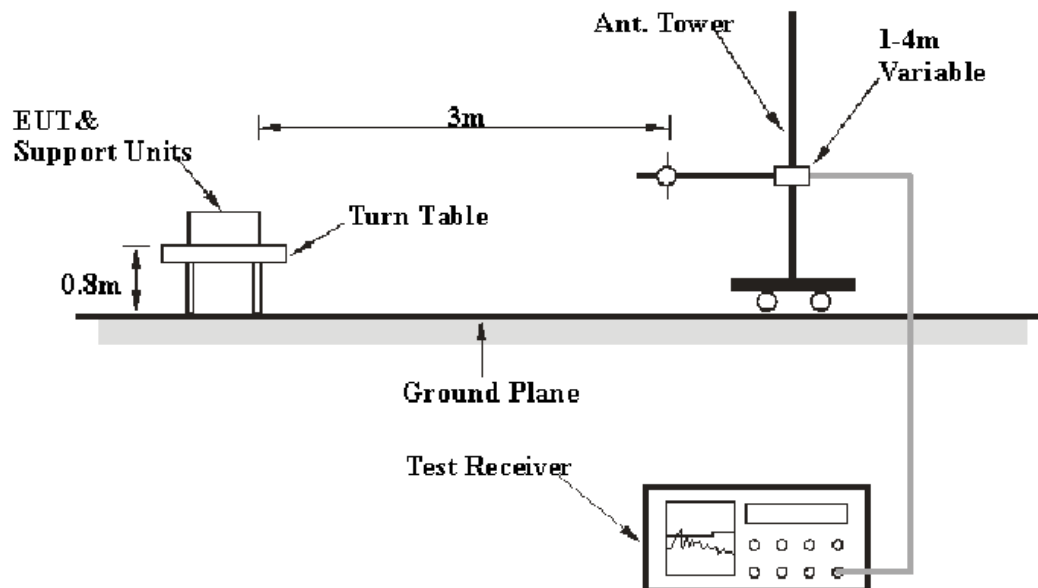 Ant. Tower
1-4m
Variable
3m
EUT&
Support Units
Turn Table
0.8m
Ground Plane
Test Receiver